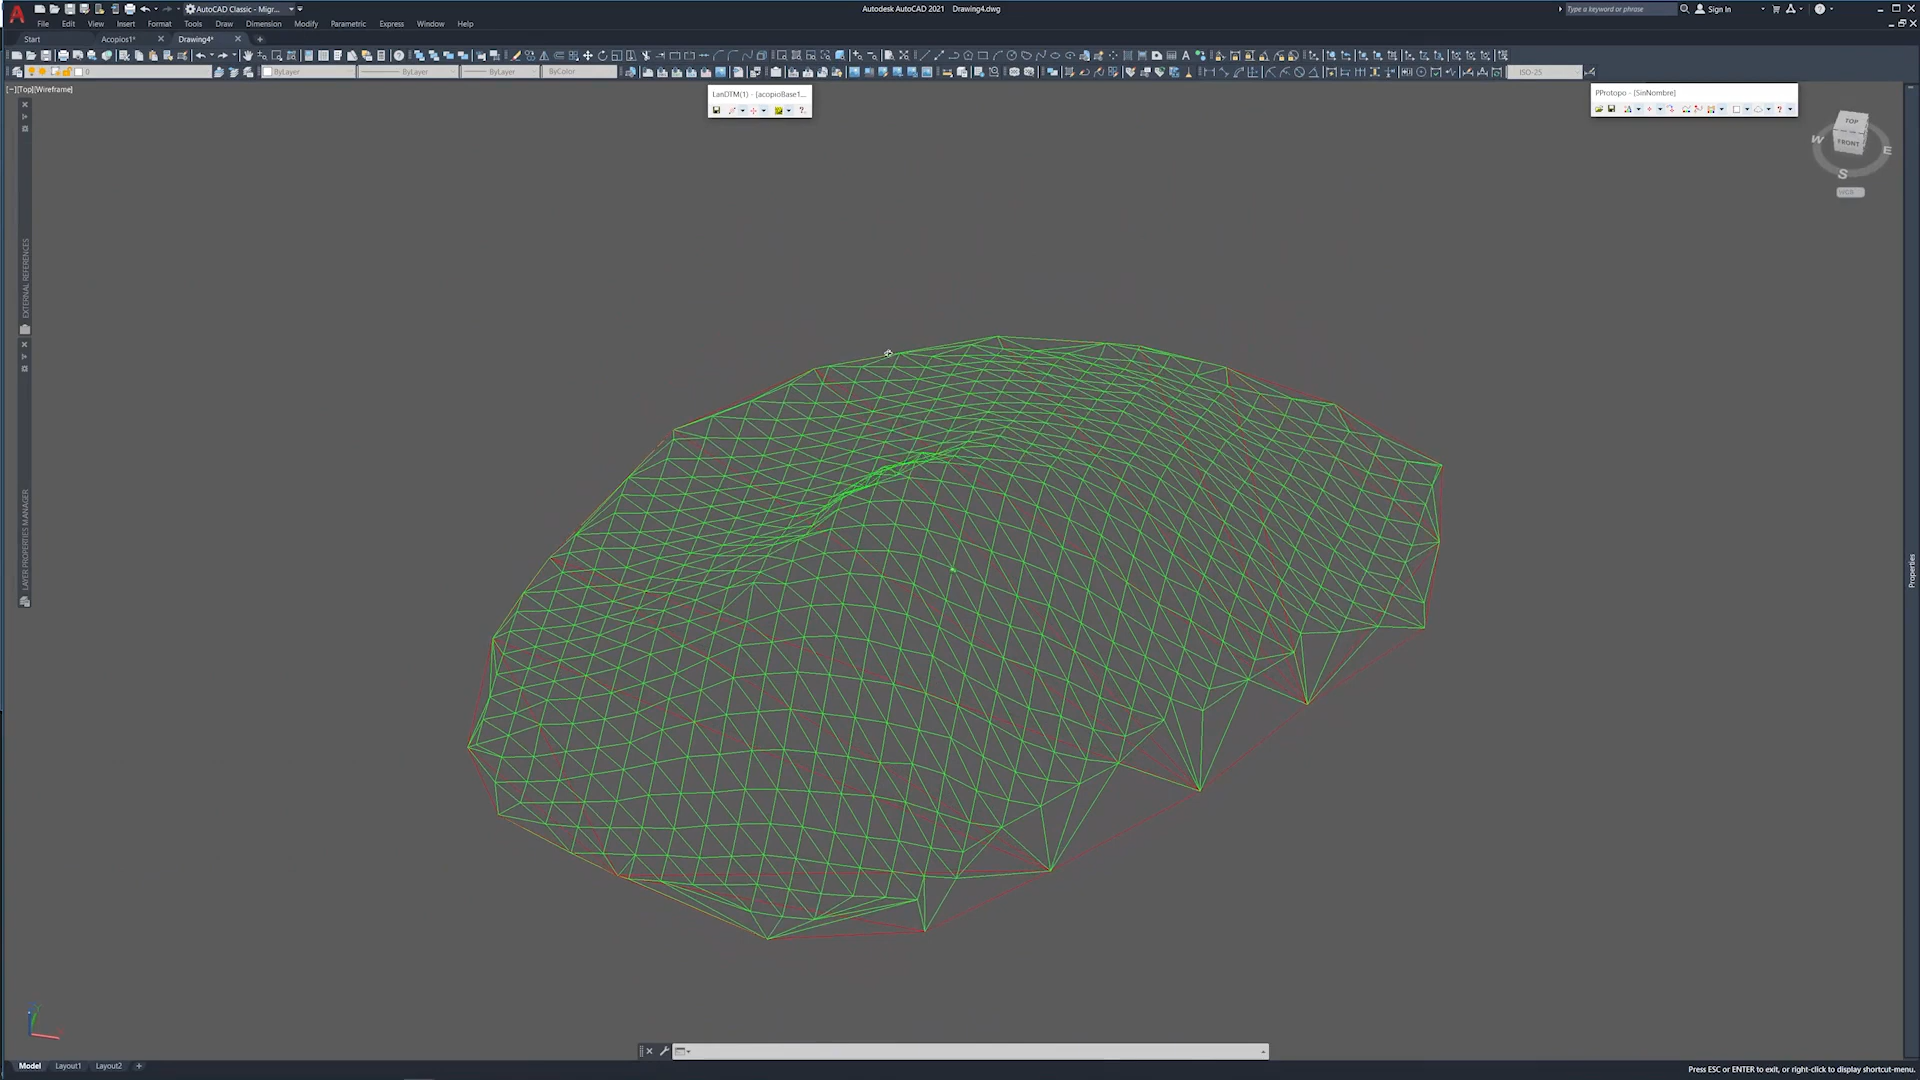 AutoCAD Classic - Migr...
Autodesk AutoCAD 2021 Drawing4.dwg
Type a keyword or phrase
Sign In
File Edit View Insert Format Tools Draw Dimension Modify Parametric Express Window Help
Start Acopios1* Drawing4*
0 ByLayer ByLayer ByLayer ByColor ISO-25
[−][Top][Wireframe]
LanDTM(1) - [acopioBase1...
PProtopo - [SinNombre]
TOP
FRONT
W
E
S
WCS
EXTERNAL REFERENCES
LAYER PROPERTIES MANAGER
Properties
Model Layout1 Layout2
Press ESC or ENTER to exit, or right-click to display shortcut-menu.